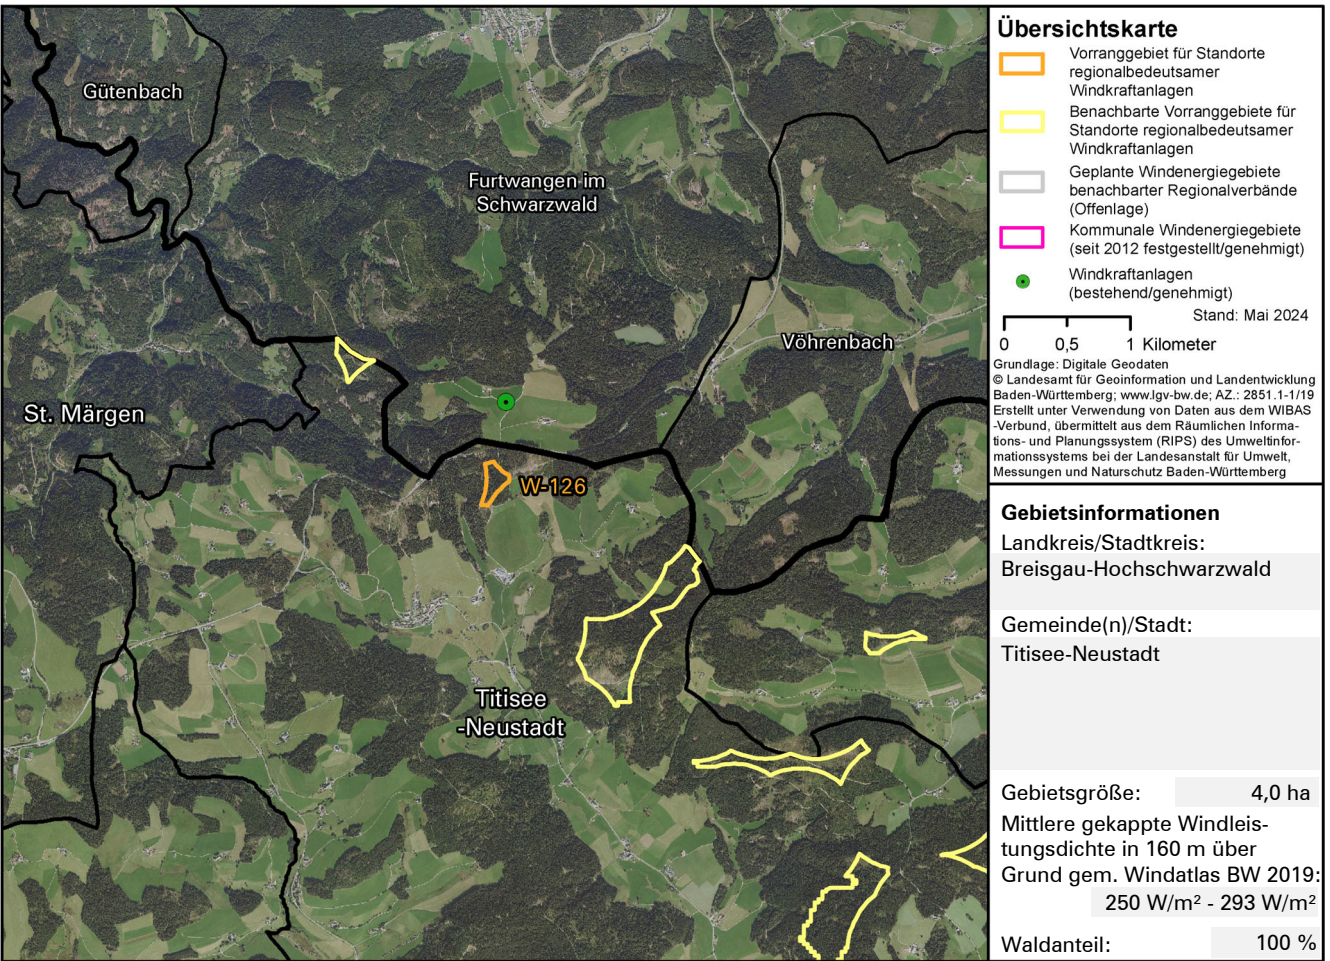 Gütenbach
Furtwangen im
Schwarzwald
Vöhrenbach
St. Märgen
W-126
Titisee
-Neustadt
Übersichtskarte
Vorranggebiet für Standorte
regionalbedeutsamer
Windkraftanlagen
Benachbarte Vorranggebiete für
Standorte regionalbedeutsamer
Windkraftanlagen
Geplante Windenergiegebiete
benachbarter Regionalverbände
(Offenlage)
Kommunale Windenergiegebiete
(seit 2012 festgestellt/genehmigt)
Windkraftanlagen
(bestehend/genehmigt)
Stand: Mai 2024
0 0,5 1 Kilometer
Grundlage: Digitale Geodaten
© Landesamt für Geoinformation und Landentwicklung
Baden-Württemberg; www.lgv-bw.de; AZ.: 2851.1-1/19
Erstellt unter Verwendung von Daten aus dem WIBAS
-Verbund, übermittelt aus dem Räumlichen Informa-
tions- und Planungssystem (RIPS) des Umweltinfor-
mationssystems bei der Landesanstalt für Umwelt,
Messungen und Naturschutz Baden-Württemberg
Gebietsinformationen
Landkreis/Stadtkreis:
Breisgau-Hochschwarzwald
Gemeinde(n)/Stadt:
Titisee-Neustadt
Gebietsgröße: 4,0 ha
Mittlere gekappte Windleis-
tungsdichte in 160 m über
Grund gem. Windatlas BW 2019:
250 W/m² - 293 W/m²
Waldanteil: 100 %